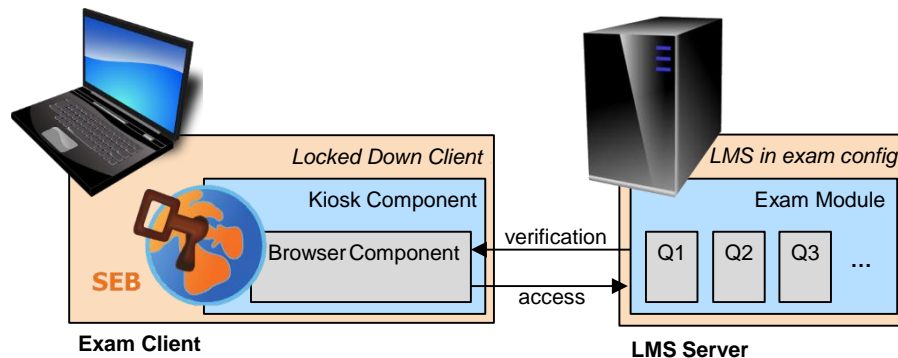 Locked Down Client
LMS in exam config
Kiosk Component
Exam Module
Browser Component
verification
Q1
Q2
Q3
...
SEB
access
Exam Client
LMS Server